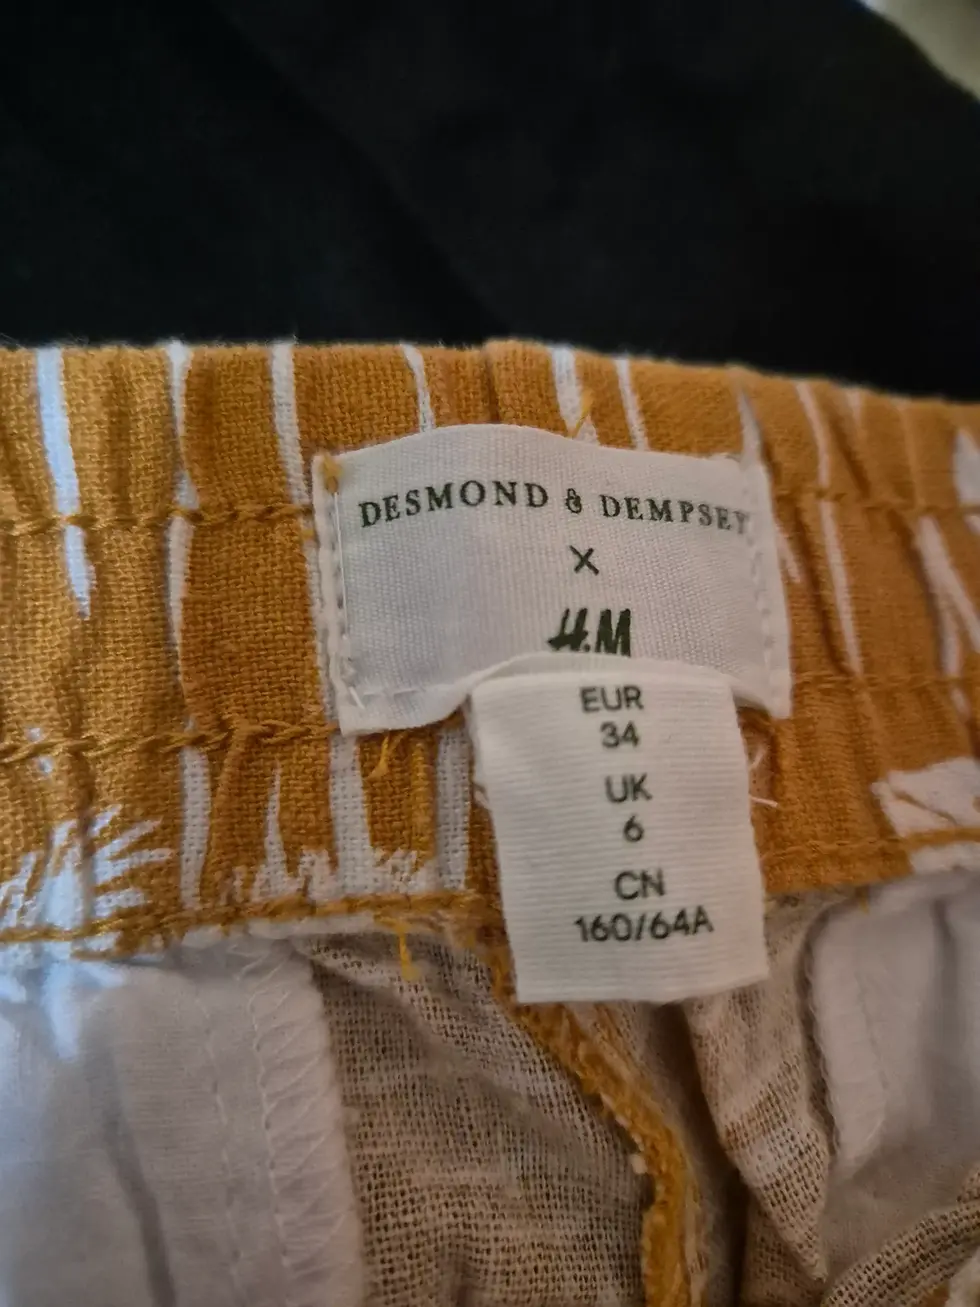 DESMOND & DEMPSEY
X
H.M
EUR
34
UK
6
CN
160/64A